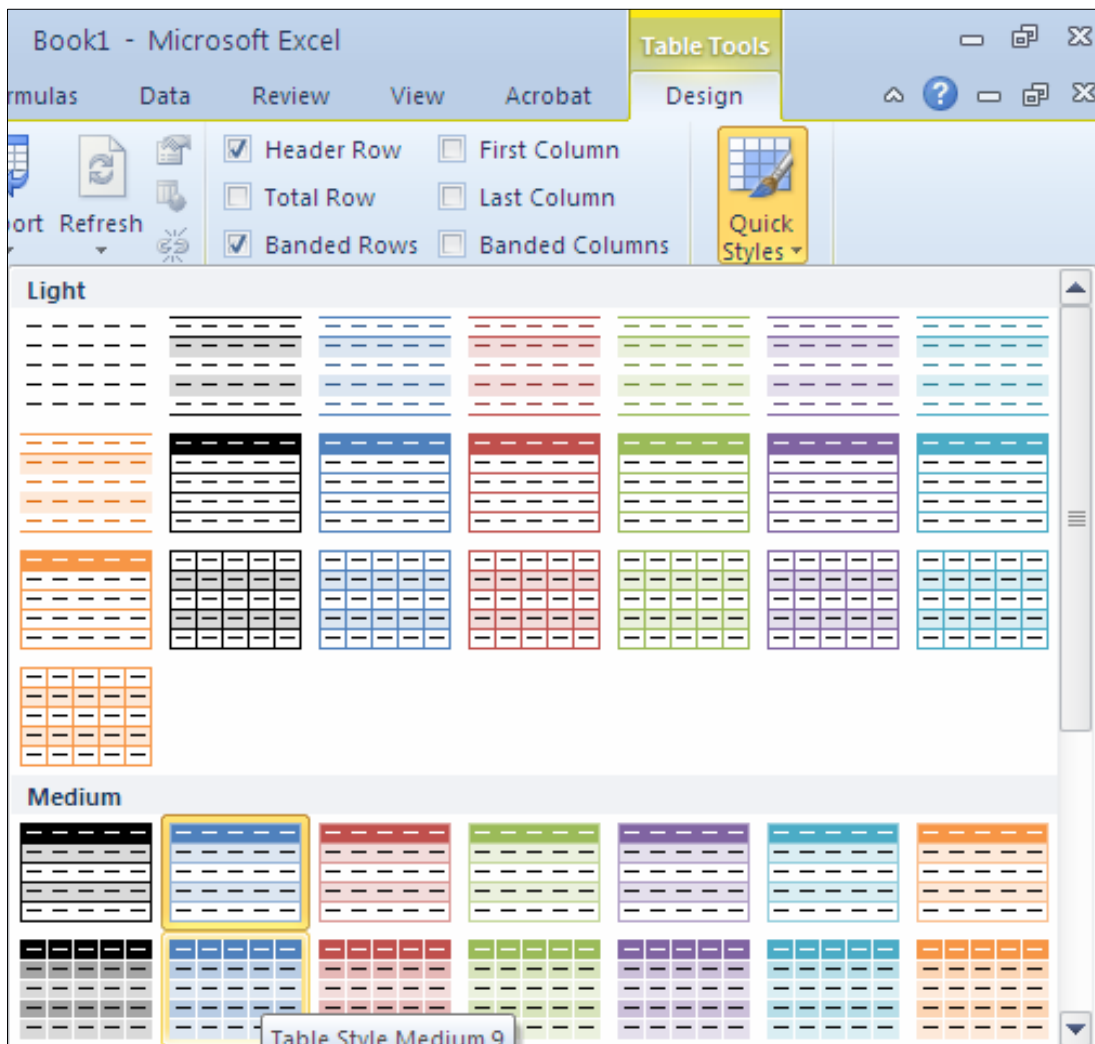 Book1 - Microsoft Excel
Table Tools
rmulas Data Review View Acrobat Design
Header Row First Column
Total Row Last Column
ort Refresh Quick
Banded Rows Banded Columns Styles
Light
Medium
Table Style Medium 9